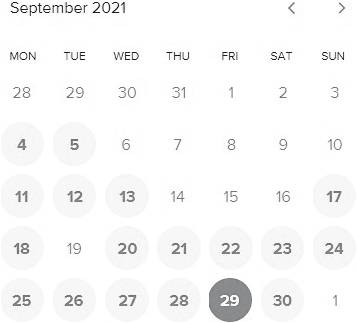 September 2021
MON TUE WED THU FRI SAT SUN
28 29 30 31 1 2 3
4 5 6 7 8 9 10
11 12 13 14 15 16 17
18 19 20 21 22 23 24
25 26 27 28 29 30 1